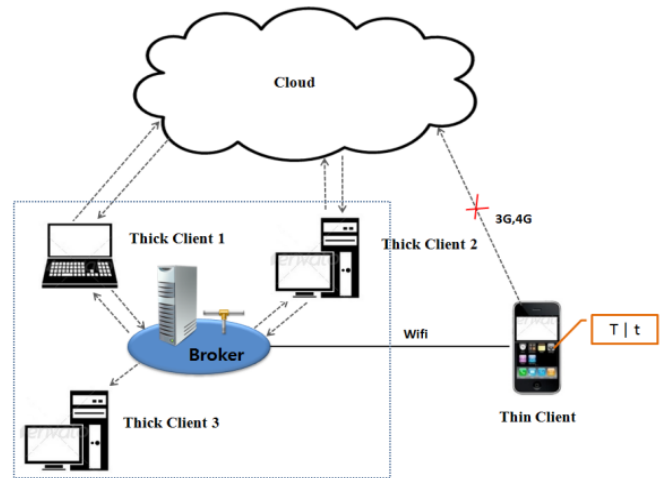 Cloud
3G,4G
Thick Client 1
Thick Client 2
Broker
Wifi
T | t
Thick Client 3
Thin Client